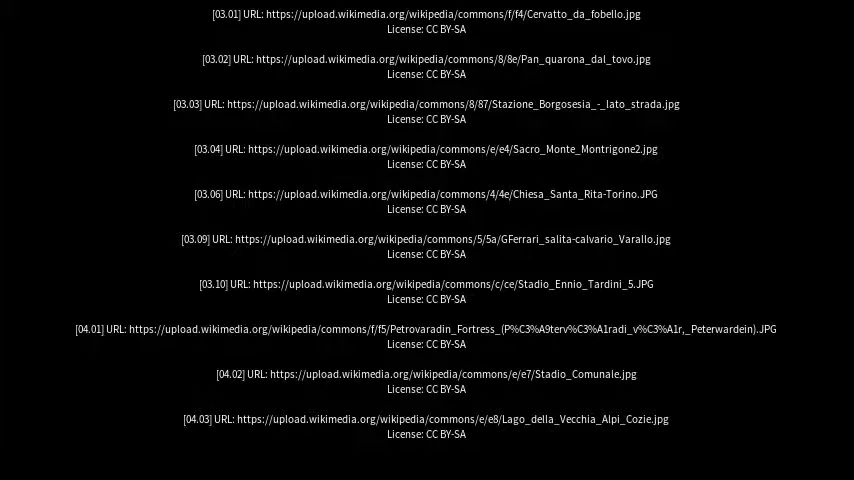 [03.01] URL: https://upload.wikimedia.org/wikipedia/commons/f/f4/Cervatto_da_fobello.jpg
License: CC BY-SA
[03.02] URL: https://upload.wikimedia.org/wikipedia/commons/8/8e/Pan_quarona_dal_tovo.jpg
License: CC BY-SA
[03.03] URL: https://upload.wikimedia.org/wikipedia/commons/8/87/Stazione_Borgosesia_-_lato_strada.jpg
License: CC BY-SA
[03.04] URL: https://upload.wikimedia.org/wikipedia/commons/e/e4/Sacro_Monte_Montrigone2.jpg
License: CC BY-SA
[03.06] URL: https://upload.wikimedia.org/wikipedia/commons/4/4e/Chiesa_Santa_Rita-Torino.JPG
License: CC BY-SA
[03.09] URL: https://upload.wikimedia.org/wikipedia/commons/5/5a/GFerrari_salita-calvario_Varallo.jpg
License: CC BY-SA
[03.10] URL: https://upload.wikimedia.org/wikipedia/commons/c/ce/Stadio_Ennio_Tardini_5.JPG
License: CC BY-SA
[04.01] URL: https://upload.wikimedia.org/wikipedia/commons/f/f5/Petrovaradin_Fortress_(P%C3%A9terv%C3%A1radi_v%C3%A1r,_Peterwardein).JPG
License: CC BY-SA
[04.02] URL: https://upload.wikimedia.org/wikipedia/commons/e/e7/Stadio_Comunale.jpg
License: CC BY-SA
[04.03] URL: https://upload.wikimedia.org/wikipedia/commons/e/e8/Lago_della_Vecchia_Alpi_Cozie.jpg
License: CC BY-SA